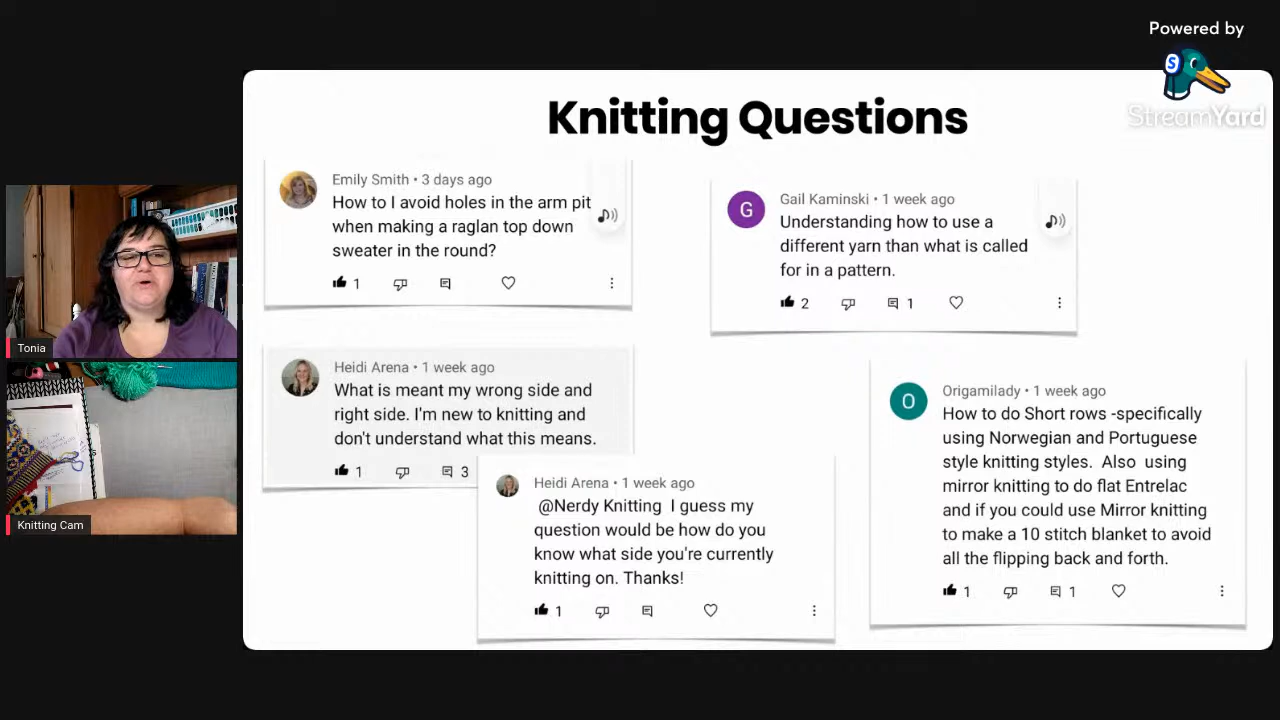 Powered by
StreamYard
Knitting Questions
Emily Smith • 3 days ago
How to I avoid holes in the arm pit
when making a raglan top down
sweater in the round?
1
Gail Kaminski • 1 week ago
G
Understanding how to use a
different yarn than what is called
for in a pattern.
2
1
Heidi Arena • 1 week ago
What is meant my wrong side and
right side. I'm new to knitting and
don't understand what this means.
1
3
Heidi Arena • 1 week ago
@Nerdy Knitting I guess my
question would be how do you
know what side you're currently
knitting on. Thanks!
1
Origamilady • 1 week ago
O
How to do Short rows -specifically
using Norwegian and Portuguese
style knitting styles. Also using
mirror knitting to do flat Entrelac
and if you could use Mirror knitting
to make a 10 stitch blanket to avoid
all the flipping back and forth.
1
1
Tonia
Knitting Cam